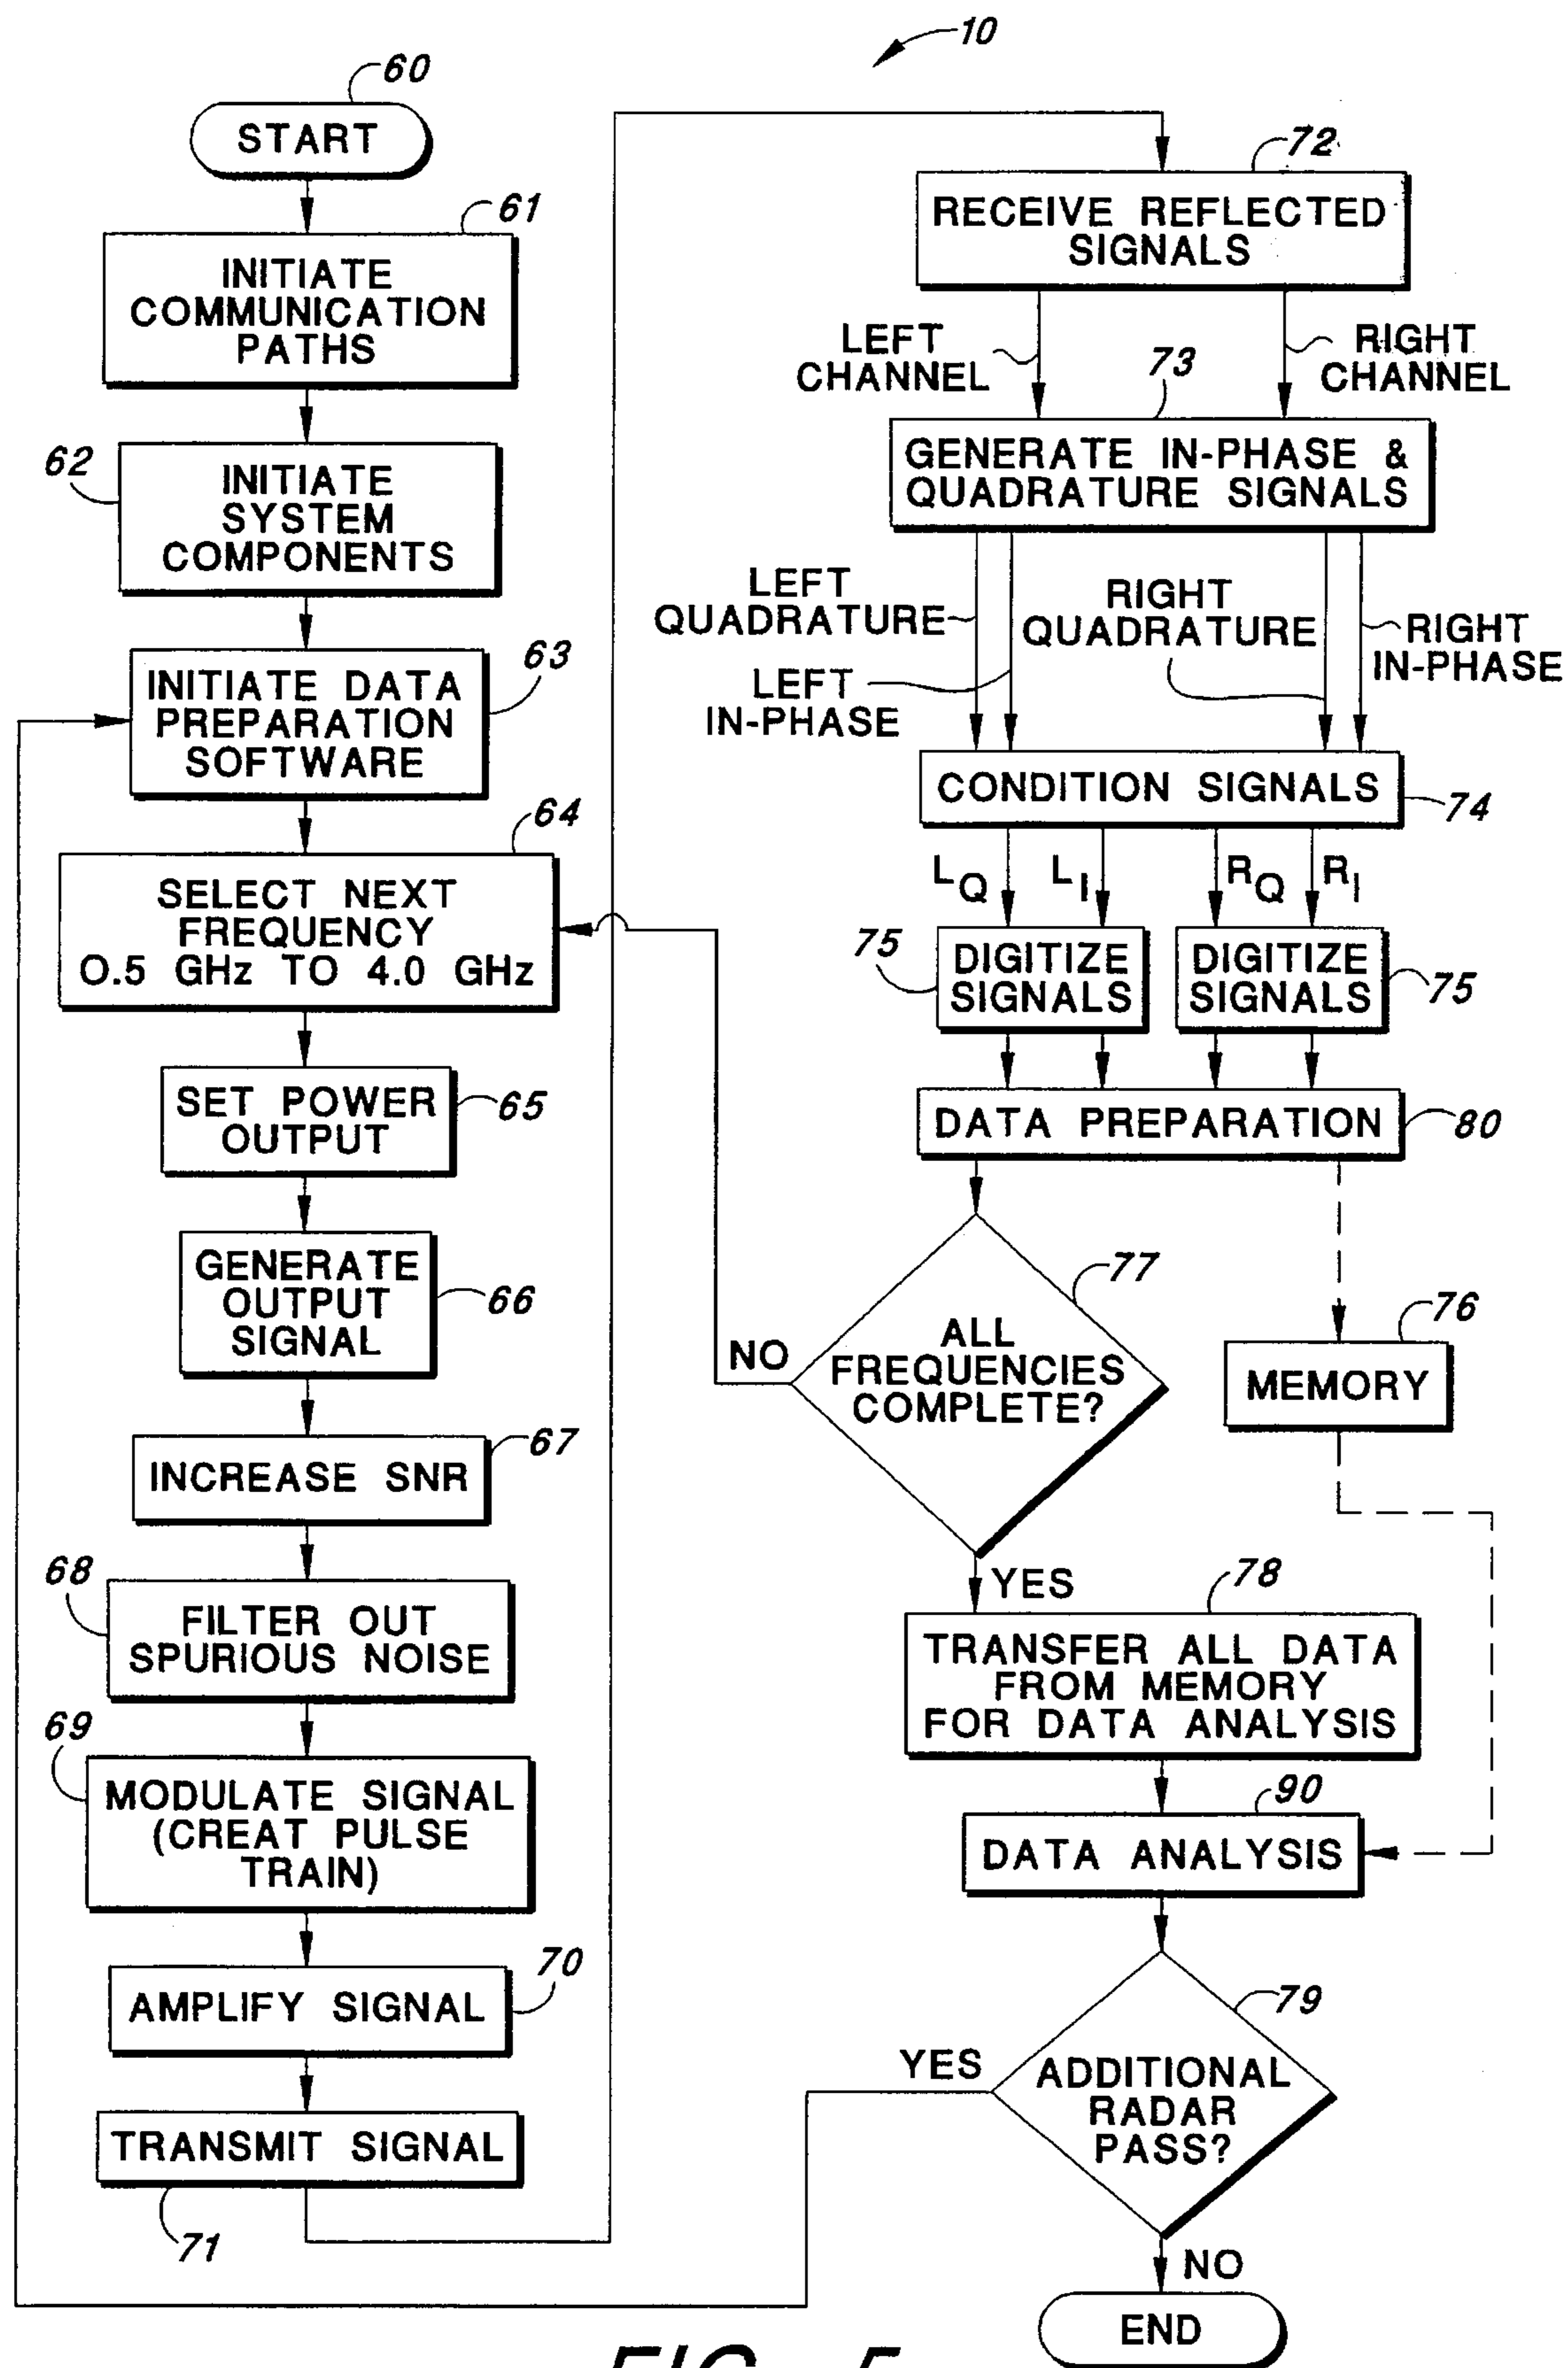 10
60
START
61
INITIATE
COMMUNICATION
PATHS
62
INITIATE
SYSTEM
COMPONENTS
63
INITIATE DATA
PREPARATION
SOFTWARE
64
SELECT NEXT
FREQUENCY
0.5 GHz TO 4.0 GHz
SET POWER
OUTPUT
65
GENERATE
OUTPUT
SIGNAL
66
67
INCREASE SNR
68
FILTER OUT
SPURIOUS NOISE
69
MODULATE SIGNAL
(CREAT PULSE
TRAIN)
70
AMPLIFY SIGNAL
TRANSMIT SIGNAL
71
72
RECEIVE REFLECTED
SIGNALS
LEFT
CHANNEL
RIGHT
CHANNEL
73
GENERATE IN-PHASE &
QUADRATURE SIGNALS
LEFT
QUADRATURE
LEFT
IN-PHASE
RIGHT
QUADRATURE
RIGHT
IN-PHASE
CONDITION SIGNALS
74
LQ LI RQ RI
75
DIGITIZE
SIGNALS
DIGITIZE
SIGNALS
75
DATA PREPARATION
80
77
ALL
FREQUENCIES
COMPLETE?
NO
76
MEMORY
YES
78
TRANSFER ALL DATA
FROM MEMORY
FOR DATA ANALYSIS
90
DATA ANALYSIS
79
YES
ADDITIONAL
RADAR
PASS?
NO
END
FIG. 5